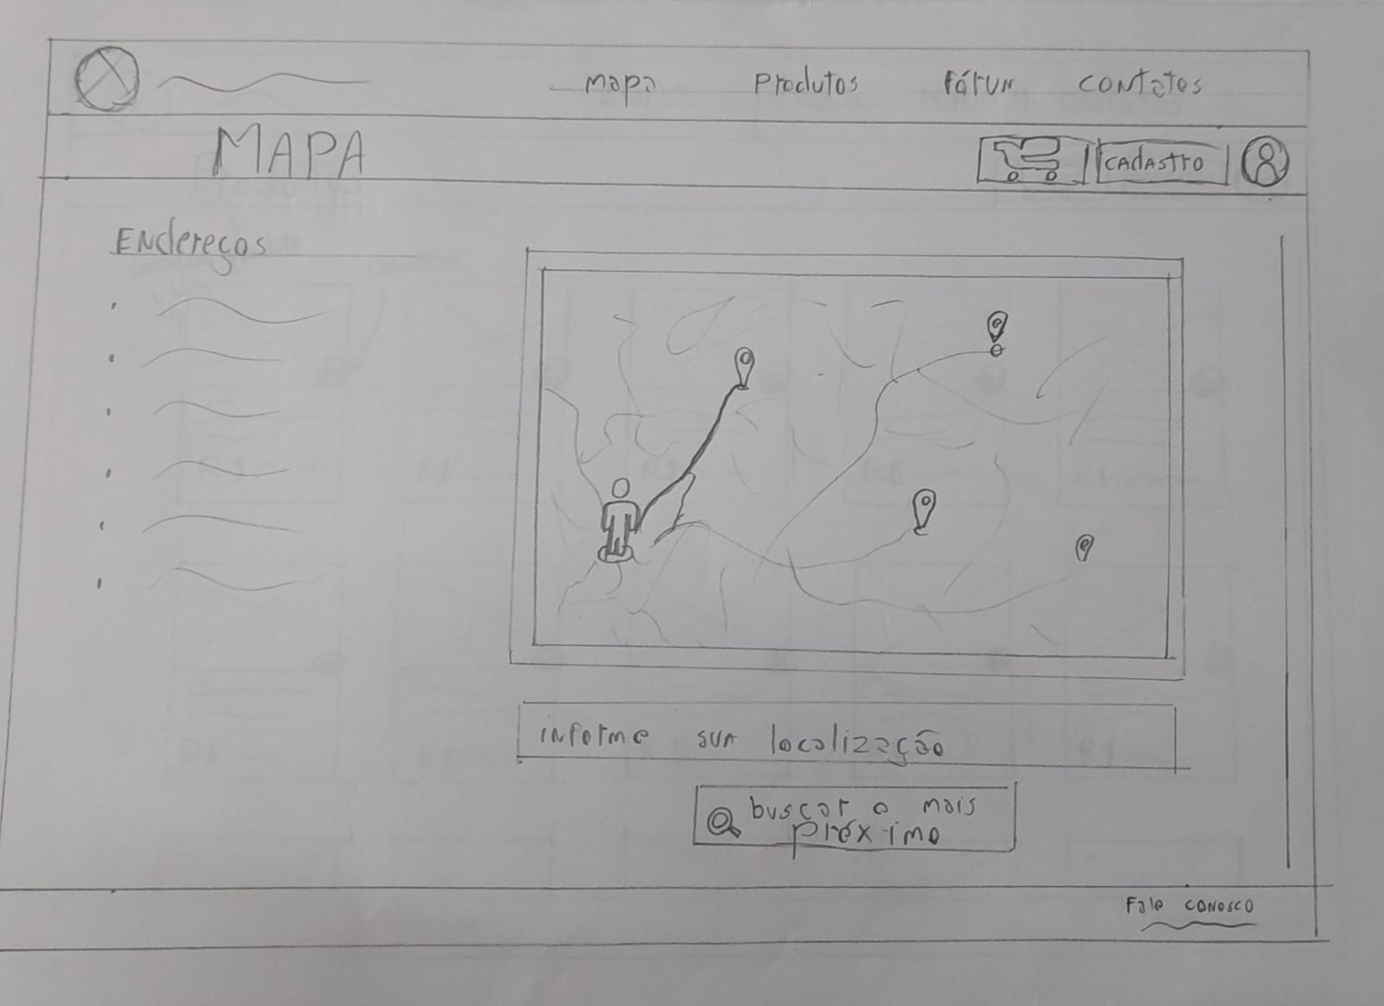 Mapa Produtos Fórum Contatos
MAPA
CADASTRO
Endereços
informe sua localização
buscar o mais
próximo
Fale conosco